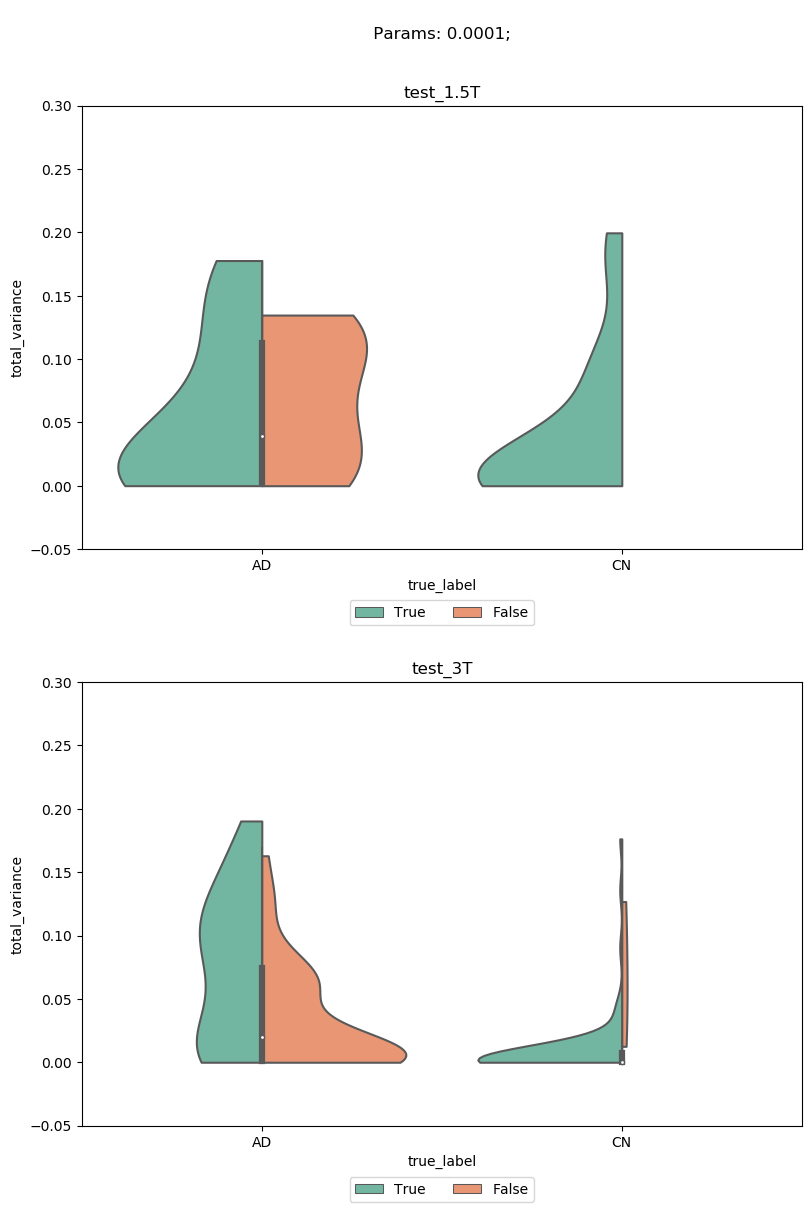 Params: 0.0001;
test_1.5T
0.30
0.25
0.20
0.15
0.10
0.05
0.00
−0.05
total_variance
AD CN
true_label
True False
test_3T
0.30
0.25
0.20
0.15
0.10
0.05
0.00
−0.05
total_variance
AD CN
true_label
True False